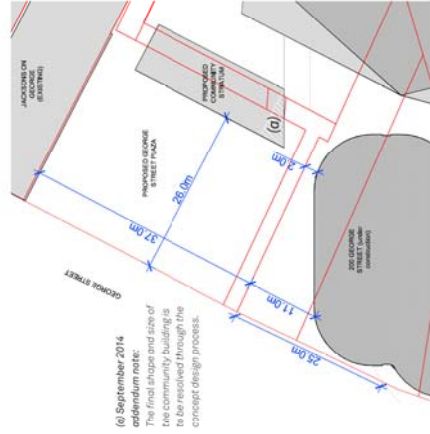 JACKSONS ON
GEORGE
(EXISTING)
PROPOSED
COMMUNITY
STRATUM
(a)
PROPOSED GEORGE
STREET PLAZA
26.0m
2.0m
37.0m
GEORGE STREET
11.0m
25.0m
200 GEORGE
STREET (under
construction)
(a) September 2014
addendum note:
The final shape and size of
the community building is
to be resolved through the
concept design process.